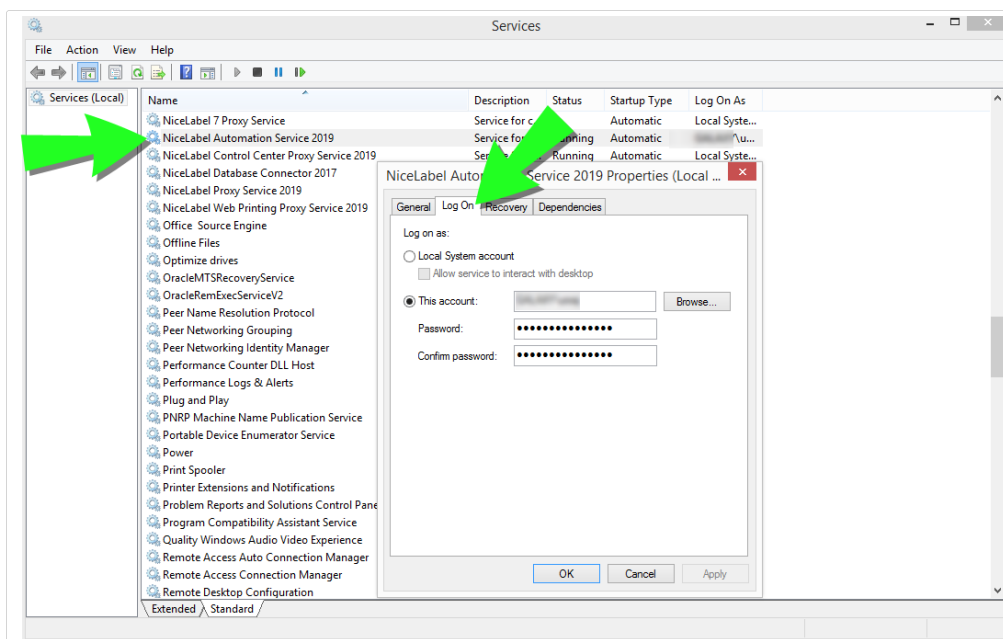 Services
File Action View Help
Services (Local)
Name Description Status Startup Type Log On As
NiceLabel 7 Proxy Service Service for c... Automatic Local Syste...
NiceLabel Automation Service 2019 Service for Running Automatic \u...
NiceLabel Control Center Proxy Service 2019 Running Automatic Local Syste...
NiceLabel Database Connector 2017
NiceLabel Proxy Service 2019
NiceLabel Web Printing Proxy Service 2019
Office Source Engine
Offline Files
Optimize drives
OracleMTSRecoveryService
OracleRemExecServiceV2
Peer Name Resolution Protocol
Peer Networking Grouping
Peer Networking Identity Manager
Performance Counter DLL Host
Performance Logs & Alerts
Plug and Play
PNRP Machine Name Publication Service
Portable Device Enumerator Service
Power
Print Spooler
Printer Extensions and Notifications
Problem Reports and Solutions Control Pane
Program Compatibility Assistant Service
Quality Windows Audio Video Experience
Remote Access Auto Connection Manager
Remote Access Connection Manager
Remote Desktop Configuration
Extended Standard
NiceLabel Auto Service 2019 Properties (Local ...
General Log On Recovery Dependencies
Log on as:
Local System account
Allow service to interact with desktop
This account: Browse...
Password: •••••••••••••••
Confirm password: •••••••••••••••
OK Cancel Apply